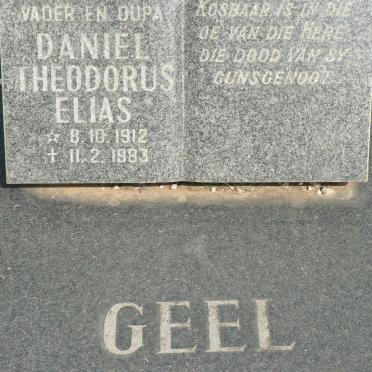 VADER EN OUPA
DANIEL
THEODORUS
ELIAS
☆ 8.10.1912
✝ 11.2.1983
KOSBAAR IS IN DIE
OË VAN DIE HERE
DIE DOOD VAN SY
GUNSGENOOT
GEEL